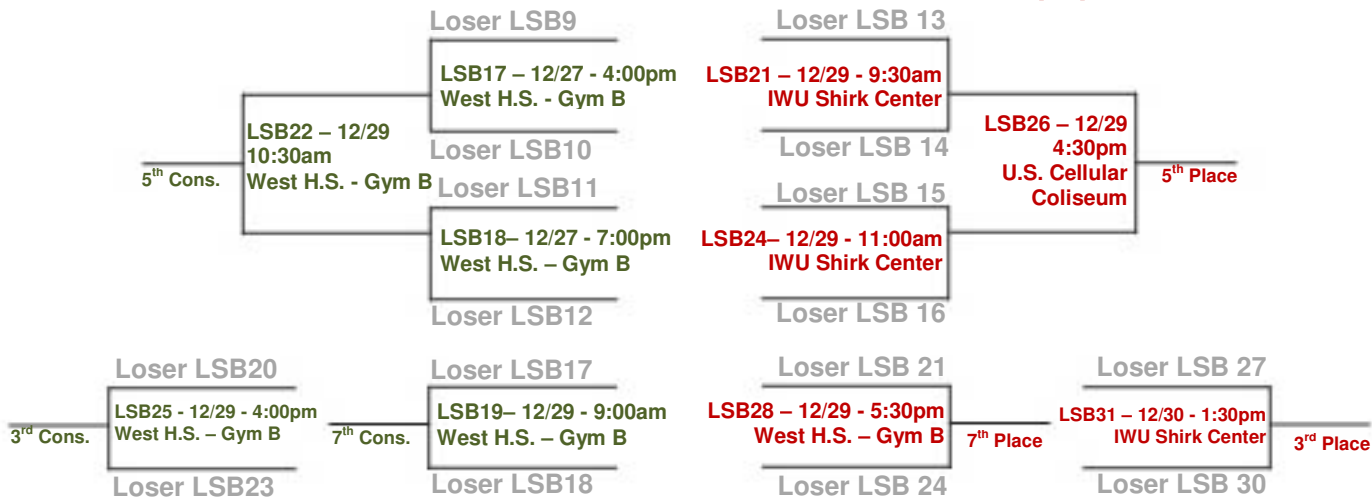 Loser LSB9
LSB17 – 12/27 - 4:00pm
West H.S. - Gym B
Loser LSB10
LSB22 – 12/29
10:30am
West H.S. - Gym B
5th Cons.
Loser LSB11
LSB18– 12/27 - 7:00pm
West H.S. – Gym B
Loser LSB12
Loser LSB 13
LSB21 – 12/29 - 9:30am
IWU Shirk Center
Loser LSB 14
LSB26 – 12/29
4:30pm
U.S. Cellular
Coliseum
5th Place
Loser LSB 15
LSB24– 12/29 - 11:00am
IWU Shirk Center
Loser LSB 16
Loser LSB20
LSB25 - 12/29 - 4:00pm
West H.S. – Gym B
3rd Cons.
Loser LSB23
Loser LSB17
LSB19– 12/29 - 9:00am
West H.S. – Gym B
7th Cons.
Loser LSB18
Loser LSB 21
LSB28 – 12/29 - 5:30pm
West H.S. – Gym B
7th Place
Loser LSB 24
Loser LSB 27
LSB31 – 12/30 - 1:30pm
IWU Shirk Center
3rd Place
Loser LSB 30